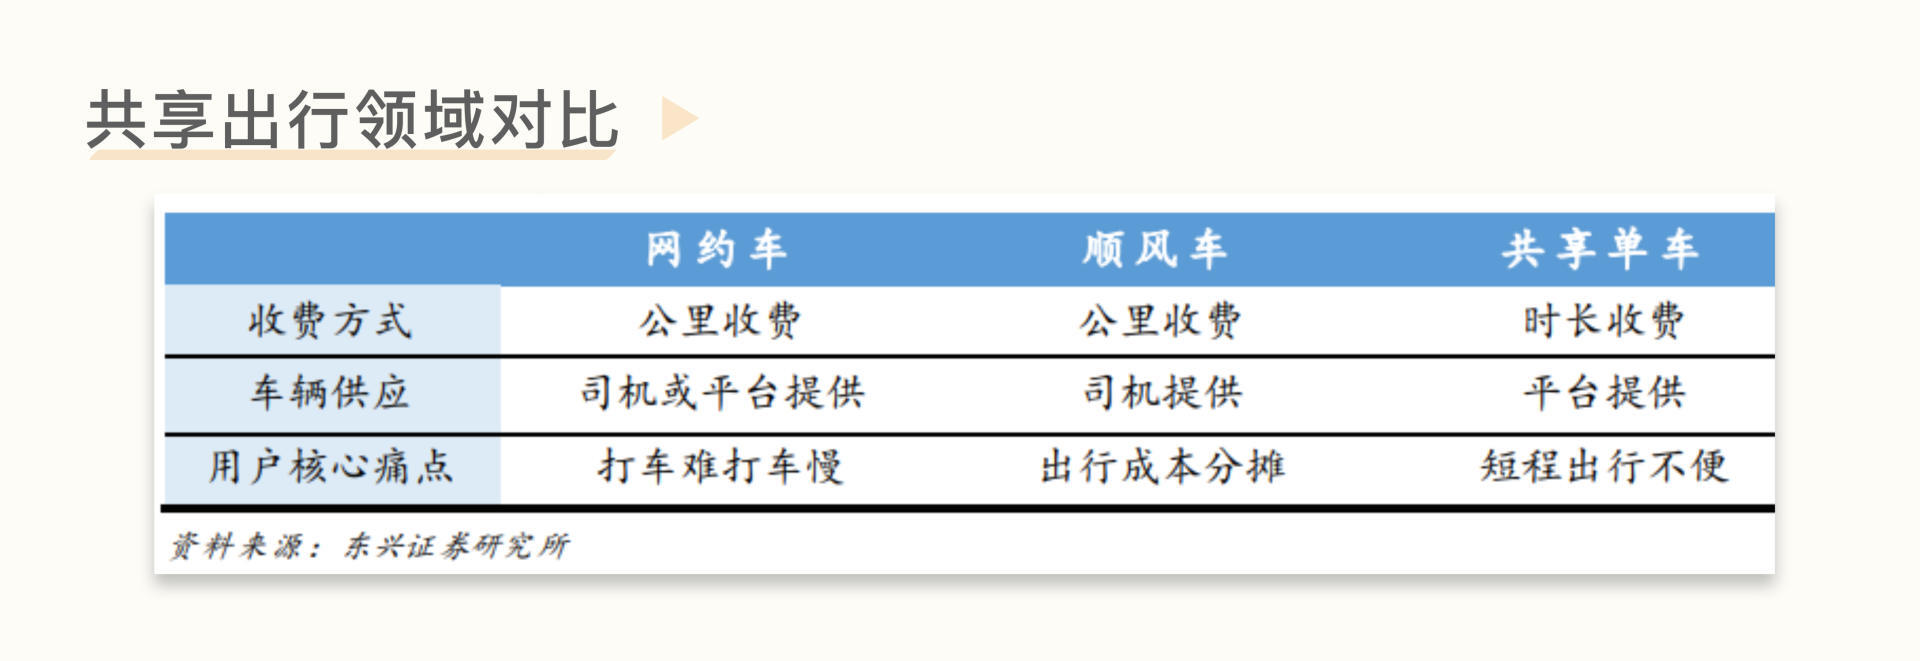 共享出行领域对比
网约车 顺风车 共享单车
收费方式 公里收费 公里收费 时长收费
车辆供应 司机或平台提供 司机提供 平台提供
用户核心痛点 打车难打车慢 出行成本分摊 短程出行不便
资料来源：东兴证券研究所